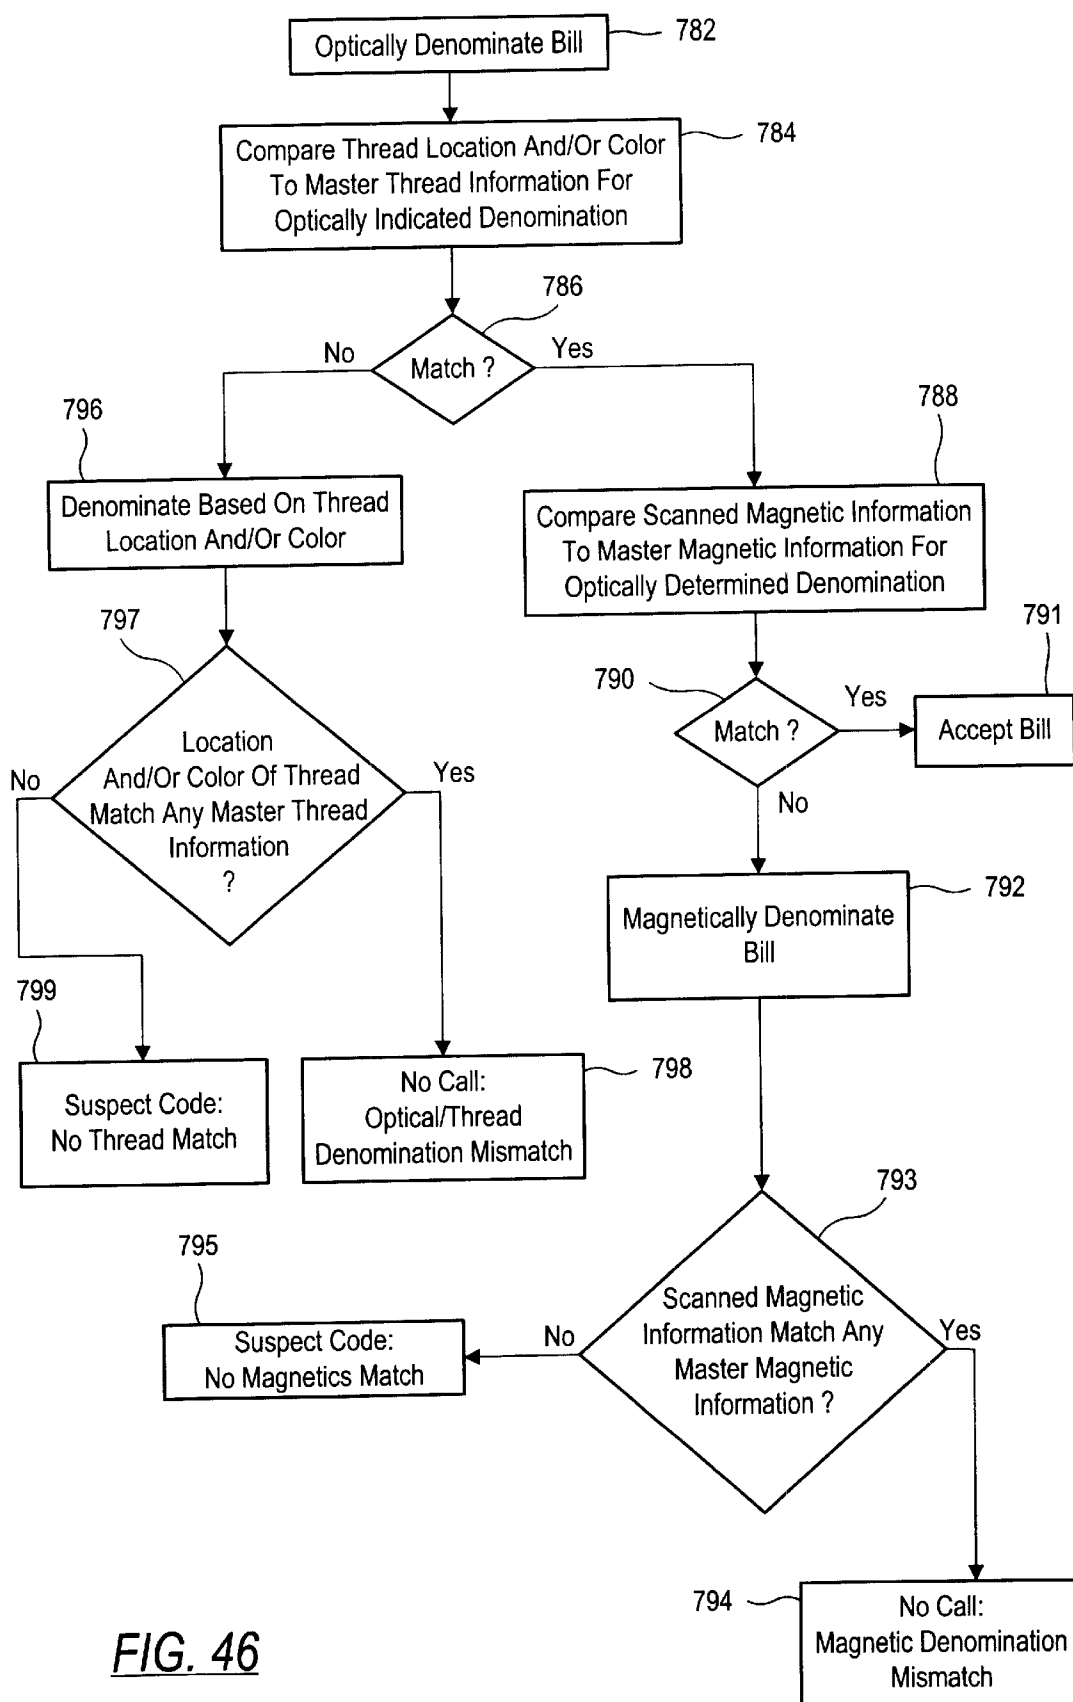 Optically Denominate Bill
782
Compare Thread Location And/Or Color
To Master Thread Information For
Optically Indicated Denomination
784
786
No
Match ?
Yes
796
788
Denominate Based On Thread
Location And/Or Color
Compare Scanned Magnetic Information
To Master Magnetic Information For
Optically Determined Denomination
797
791
790
Match ?
Yes
Accept Bill
No
Location
And/Or Color Of Thread
Match Any Master Thread
Information
?
No
Yes
792
Magnetically Denominate
Bill
799
Suspect Code:
No Thread Match
No Call:
Optical/Thread
Denomination Mismatch
798
793
795
Suspect Code:
No Magnetics Match
No
Scanned Magnetic
Information Match Any
Master Magnetic
Information ?
Yes
794
No Call:
Magnetic Denomination
Mismatch
FIG. 46